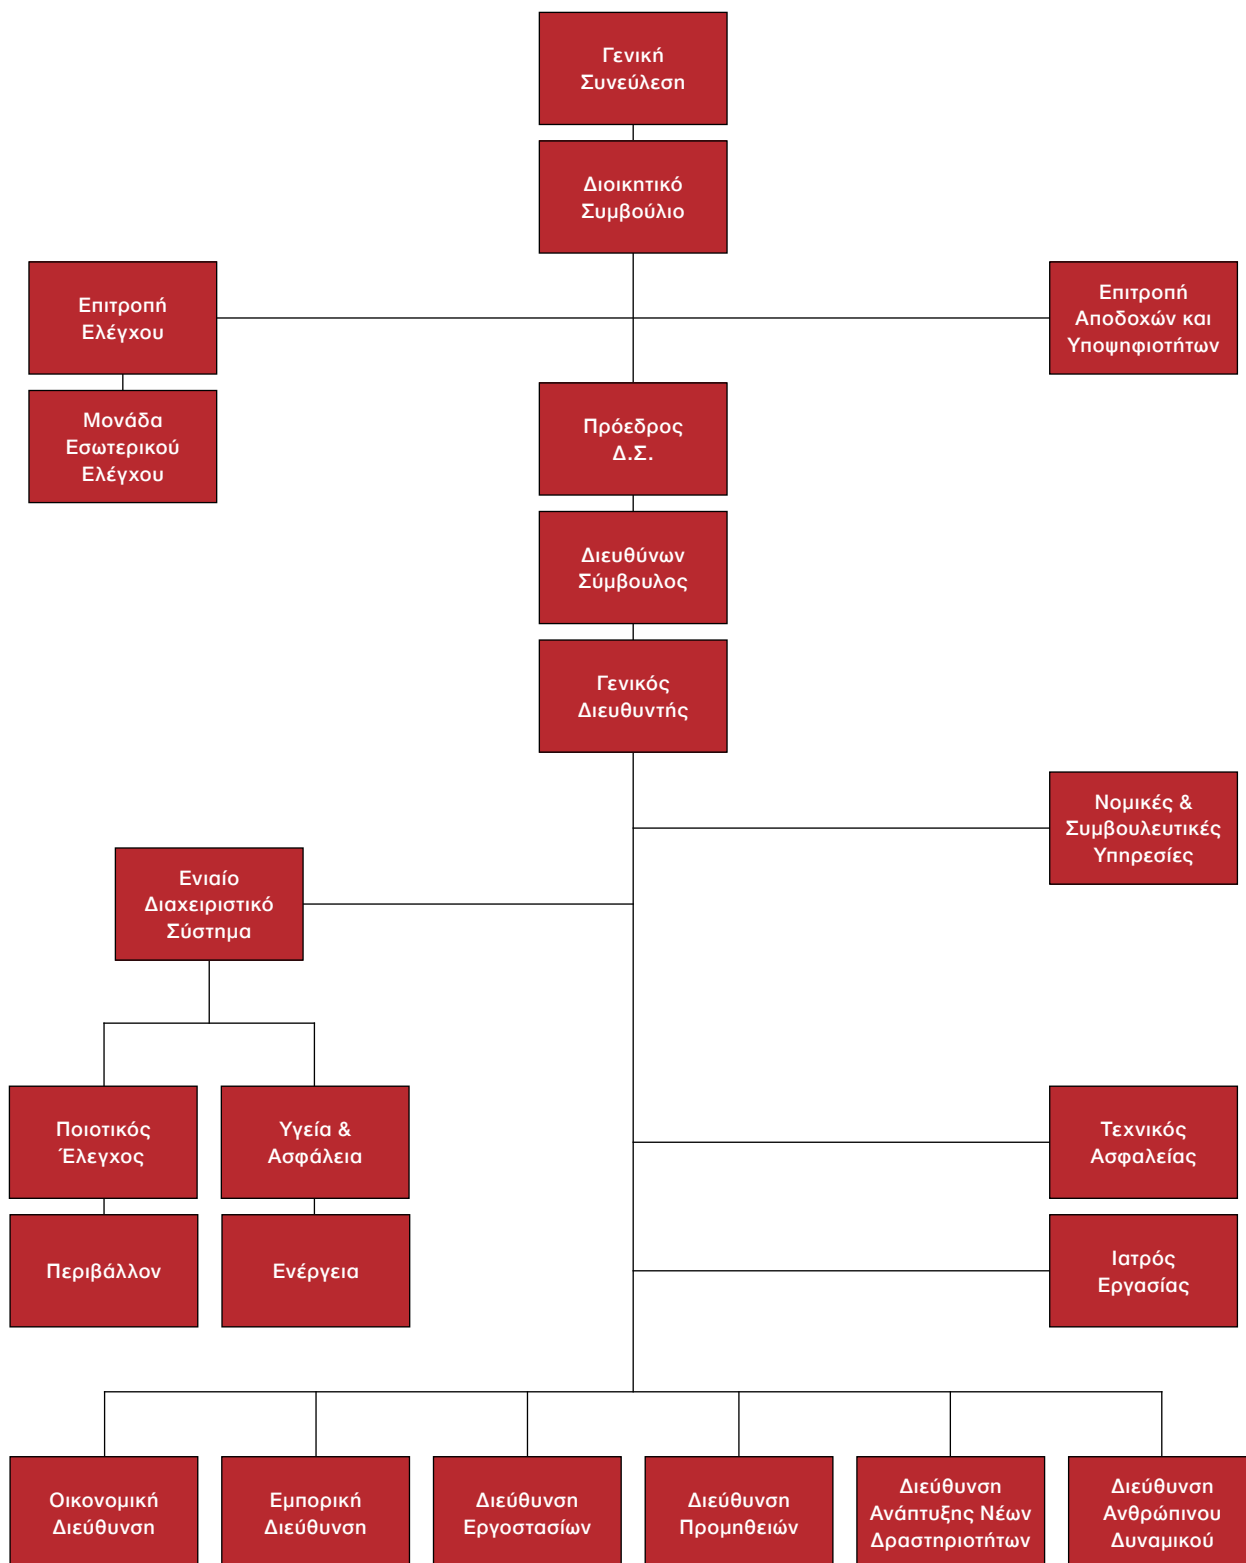 Γενική
Συνεύλεση
Διοικητικό
Συμβούλιο
Επιτροπή
Ελέγχου
Επιτροπή
Αποδοχών και
Υποψηφιοτήτων
Μονάδα
Εσωτερικού
Ελέγχου
Πρόεδρος
Δ.Σ.
Διευθύνων
Σύμβουλος
Γενικός
Διευθυντής
Νομικές &
Συμβουλευτικές
Υπηρεσίες
Ενιαίο
Διαχειριστικό
Σύστημα
Ποιοτικός
Έλεγχος
Υγεία &
Ασφάλεια
Τεχνικός
Ασφαλείας
Περιβάλλον
Ενέργεια
Ιατρός
Εργασίας
Οικονομική
Διεύθυνση
Εμπορική
Διεύθυνση
Διεύθυνση
Εργοστασίων
Διεύθυνση
Προμηθειών
Διεύθυνση
Ανάπτυξης Νέων
Δραστηριοτήτων
Διεύθυνση
Ανθρώπινου
Δυναμικού